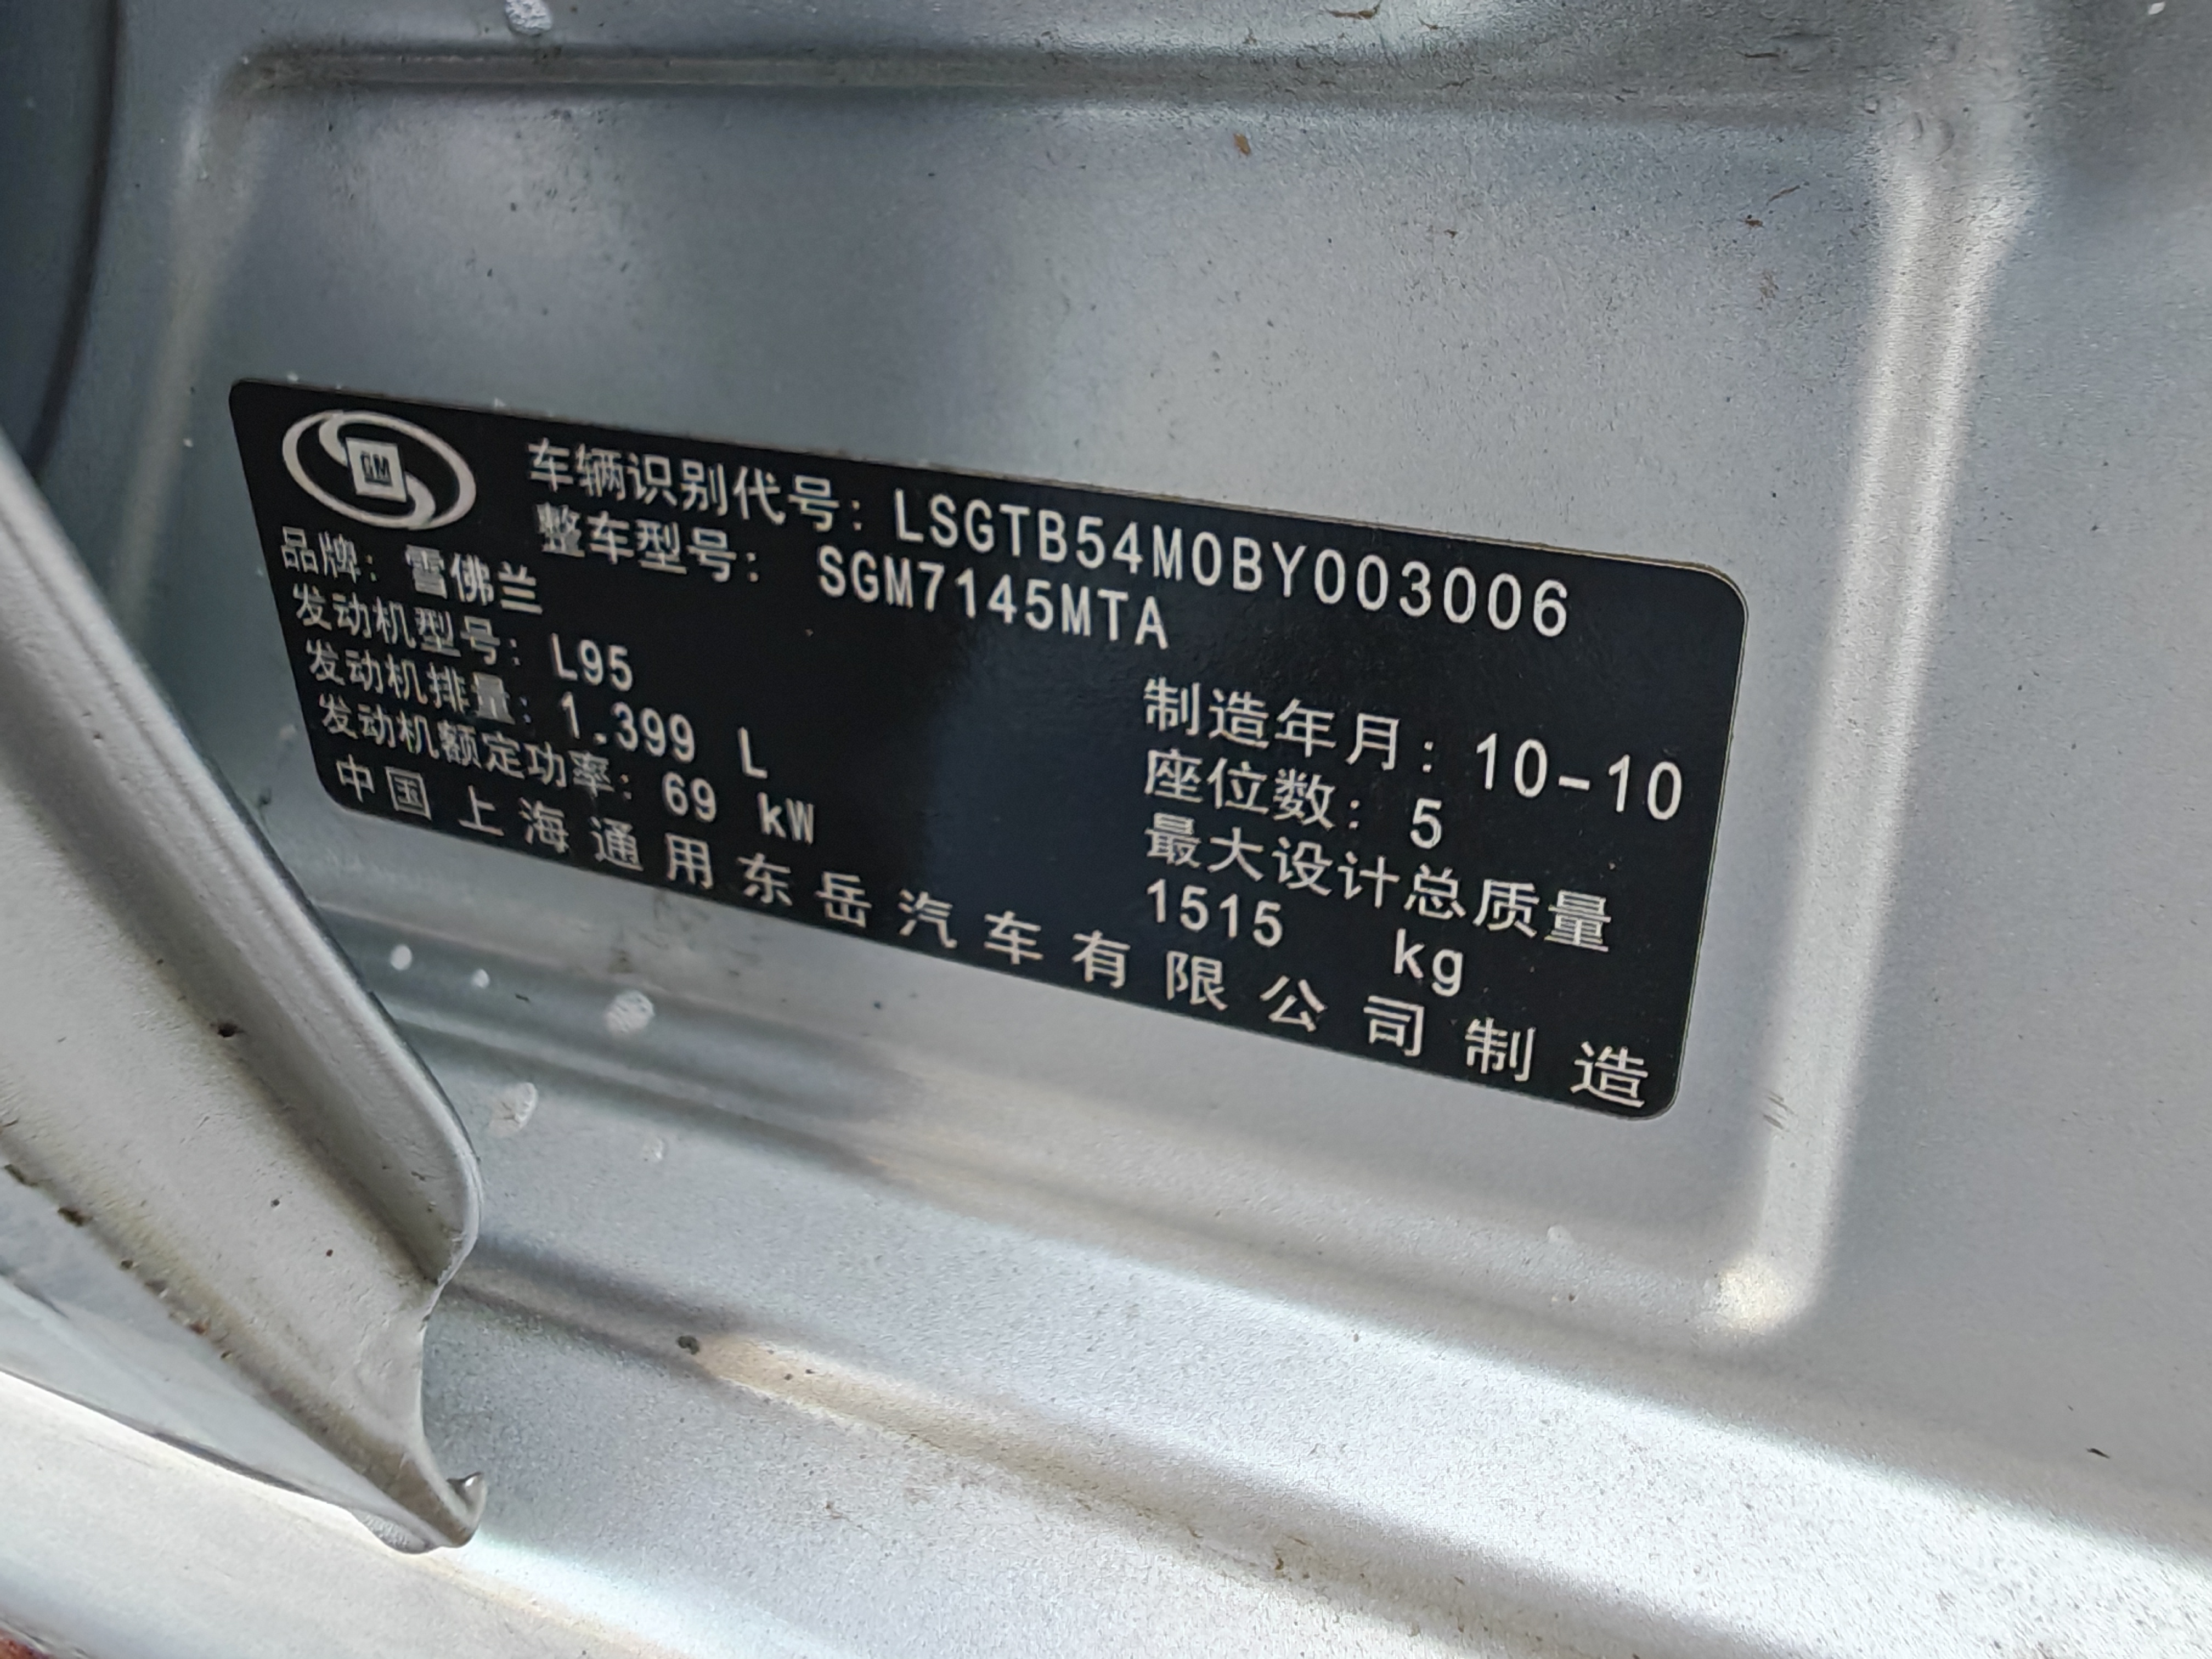 GM
车辆识别代号: LSGTB54M0BY003006
整车型号: SGM7145MTA
品牌: 雪佛兰
发动机型号: L95
发动机排量: 1.399 L
发动机额定功率: 69 kW
制造年月: 10-10
座位数: 5
最大设计总质量
1515 kg
中国上海通用东岳汽车有限公司制造